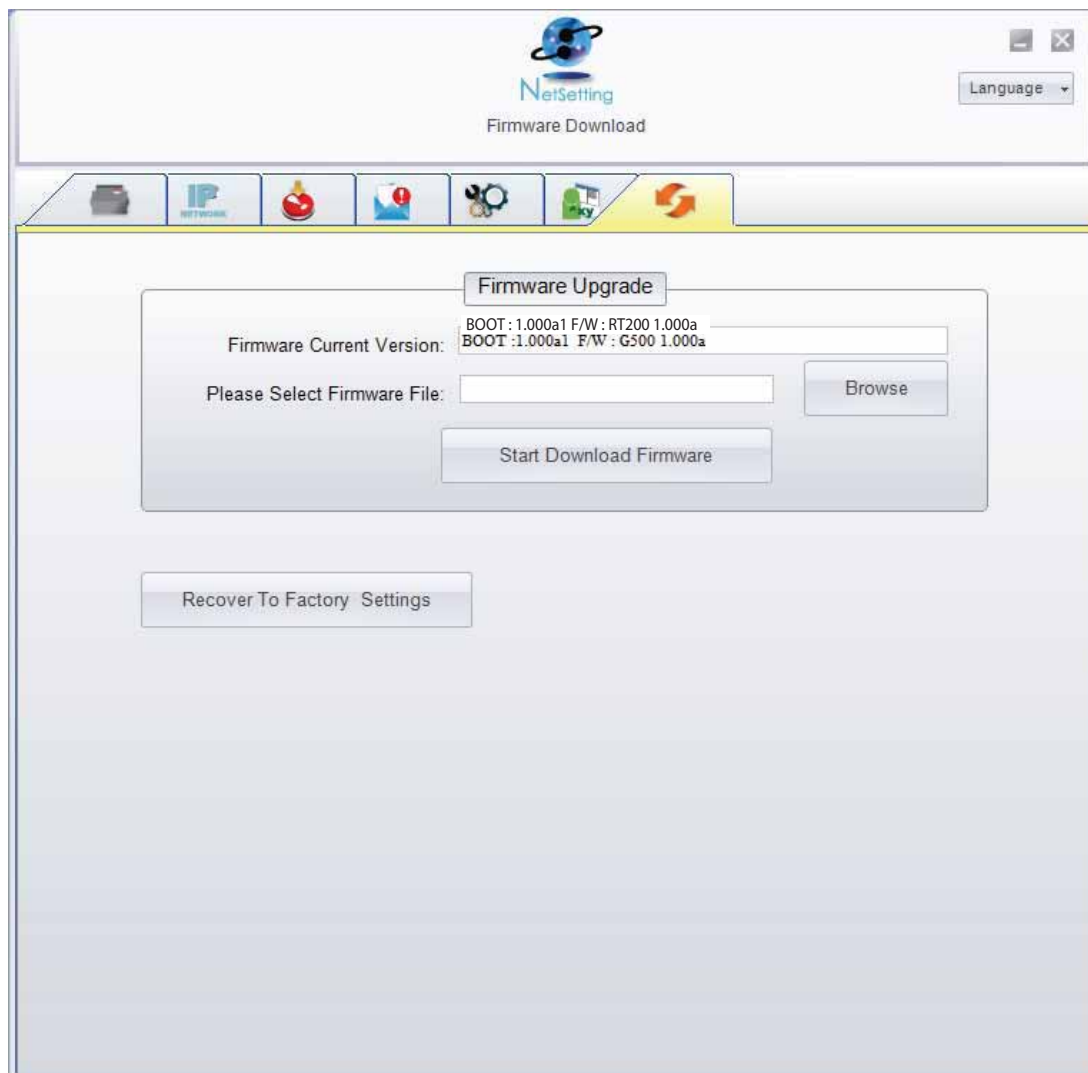 NetSetting
Language
Firmware Download
IP
NETWORK
Firmware Upgrade
BOOT : 1.000a1 F/W : RT200 1.000a
Firmware Current Version: BOOT :1.000a1 F/W : G500 1.000a
Please Select Firmware File: Browse
Start Download Firmware
Recover To Factory Settings